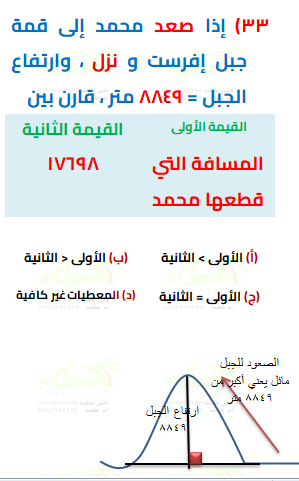 ٣٣) إذا صعد محمد إلى قمة
جبل إفرست و نزل ، وارتفاع
الجبل = ٨٨٤٩ متر ، قارن بين
القيمة الأولى القيمة الثانية
المسافة التي ١٧٦٩٨
قطعها محمد
(أ) الأولى > الثانية (ب) الأولى < الثانية
(ج) الأولى = الثانية (د) المعطيات غير كافية
الصعود للجبل
مائل يعني أكبر من
٨٨٤٩ متر
ارتفاع الجبل
٨٨٤٩